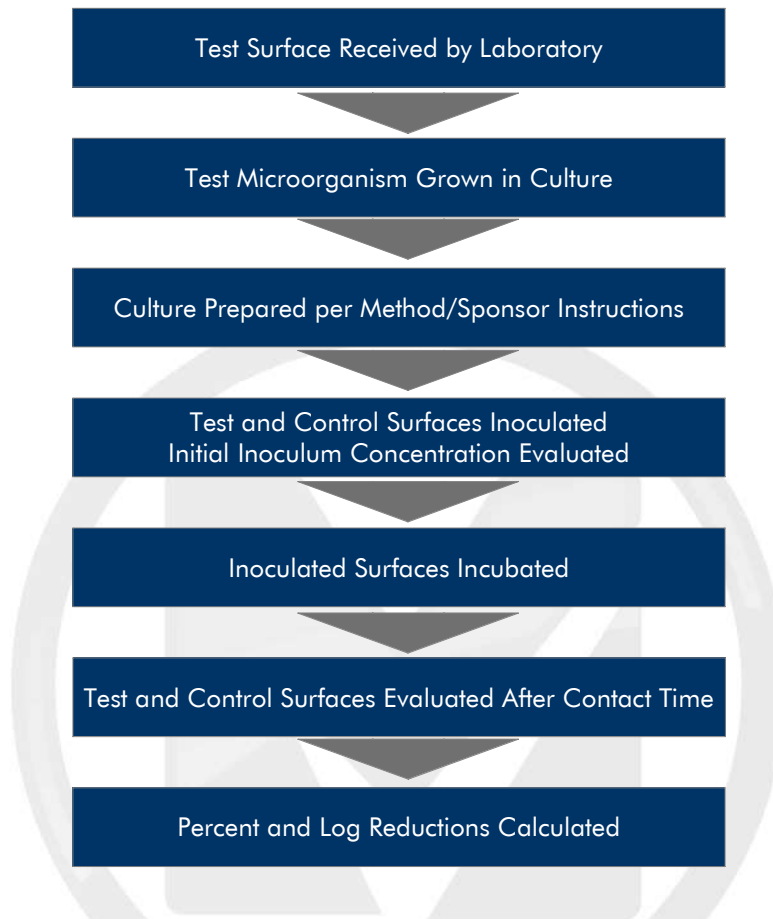 Test Surface Received by Laboratory
Test Microorganism Grown in Culture
Culture Prepared per Method/Sponsor Instructions
Test and Control Surfaces Inoculated
Initial Inoculum Concentration Evaluated
Inoculated Surfaces Incubated
Test and Control Surfaces Evaluated After Contact Time
Percent and Log Reductions Calculated